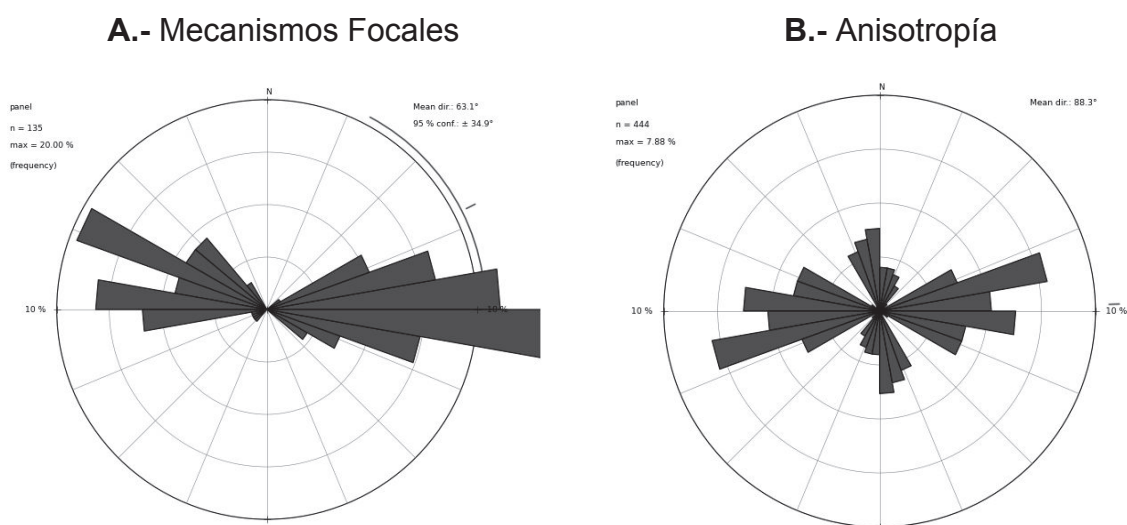 A.- Mecanismos Focales
panel
n = 135
max = 20.00 %
(frequency)
N
Mean dir.: 63.1°
95 % conf.: ± 34.9°
10 %
10 %
B.- Anisotropía
panel
n = 444
max = 7.88 %
(frequency)
N
Mean dir.: 88.3°
10 %
10 %